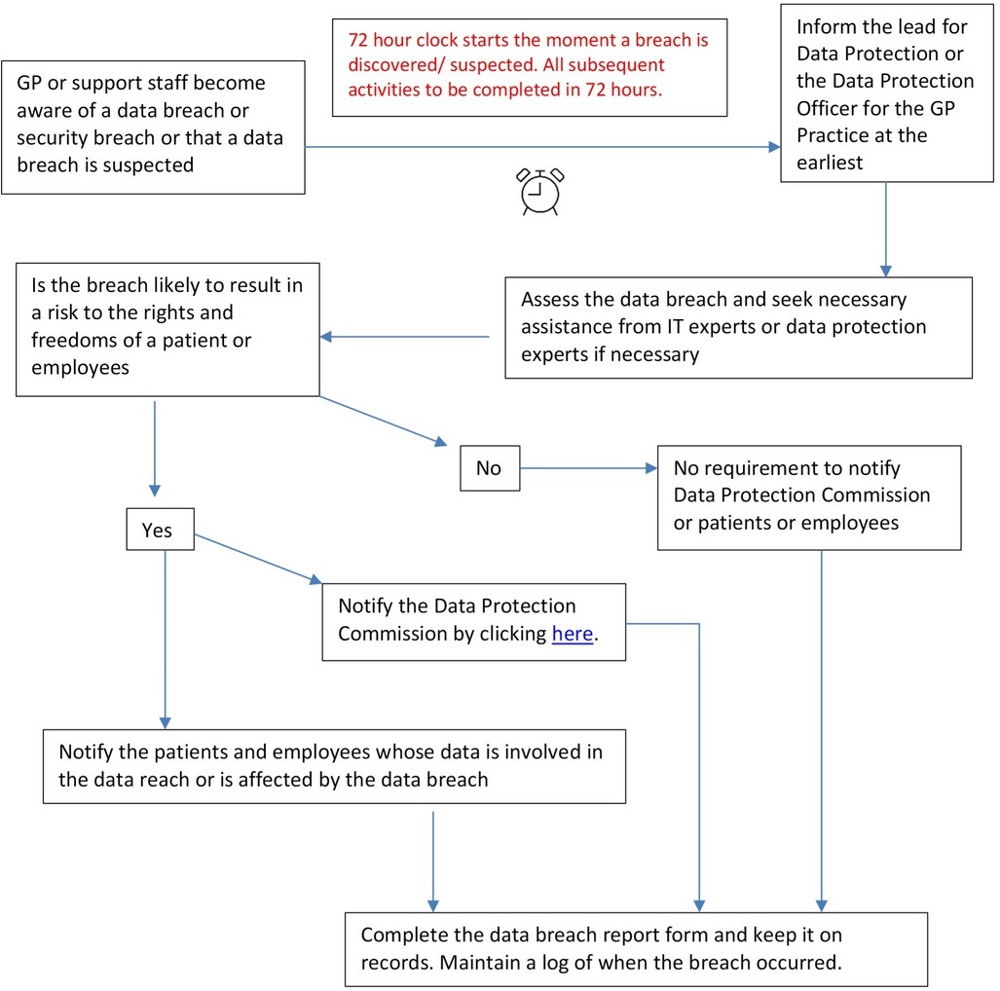 GP or support staff become
aware of a data breach or
security breach or that a data
breach is suspected
72 hour clock starts the moment a breach is
discovered/ suspected. All subsequent
activities to be completed in 72 hours.
Inform the lead for
Data Protection or
the Data Protection
Officer for the GP
Practice at the
earliest
Assess the data breach and seek necessary
assistance from IT experts or data protection
experts if necessary
Is the breach likely to result in
a risk to the rights and
freedoms of a patient or
employees
No
No requirement to notify
Data Protection Commission
or patients or employees
Yes
Notify the Data Protection
Commission by clicking here.
Notify the patients and employees whose data is involved in
the data reach or is affected by the data breach
Complete the data breach report form and keep it on
records. Maintain a log of when the breach occurred.